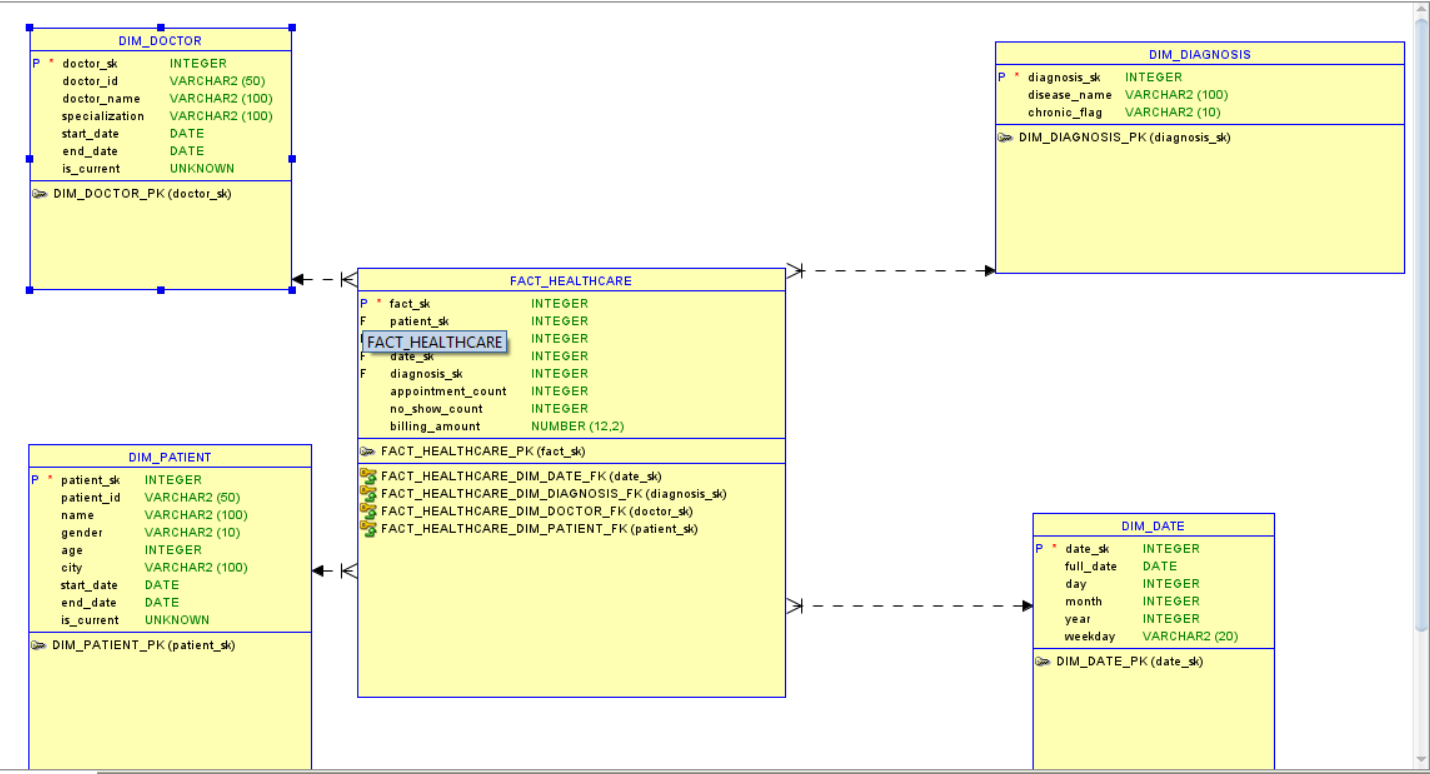 DIM_DOCTOR
P * doctor_sk INTEGER
doctor_id VARCHAR2 (50)
doctor_name VARCHAR2 (100)
specialization VARCHAR2 (100)
start_date DATE
end_date DATE
is_current UNKNOWN
DIM_DOCTOR_PK (doctor_sk)
DIM_DIAGNOSIS
P * diagnosis_sk INTEGER
disease_name VARCHAR2 (100)
chronic_flag VARCHAR2 (10)
DIM_DIAGNOSIS_PK (diagnosis_sk)
FACT_HEALTHCARE
P * fact_sk INTEGER
F patient_sk INTEGER
FACT_HEALTHCARE INTEGER
F date_sk INTEGER
F diagnosis_sk INTEGER
appointment_count INTEGER
no_show_count INTEGER
billing_amount NUMBER (12,2)
FACT_HEALTHCARE_PK (fact_sk)
FACT_HEALTHCARE_DIM_DATE_FK (date_sk)
FACT_HEALTHCARE_DIM_DIAGNOSIS_FK (diagnosis_sk)
FACT_HEALTHCARE_DIM_DOCTOR_FK (doctor_sk)
FACT_HEALTHCARE_DIM_PATIENT_FK (patient_sk)
DIM_PATIENT
P * patient_sk INTEGER
patient_id VARCHAR2 (50)
name VARCHAR2 (100)
gender VARCHAR2 (10)
age INTEGER
city VARCHAR2 (100)
start_date DATE
end_date DATE
is_current UNKNOWN
DIM_PATIENT_PK (patient_sk)
DIM_DATE
P * date_sk INTEGER
full_date DATE
day INTEGER
month INTEGER
year INTEGER
weekday VARCHAR2 (20)
DIM_DATE_PK (date_sk)